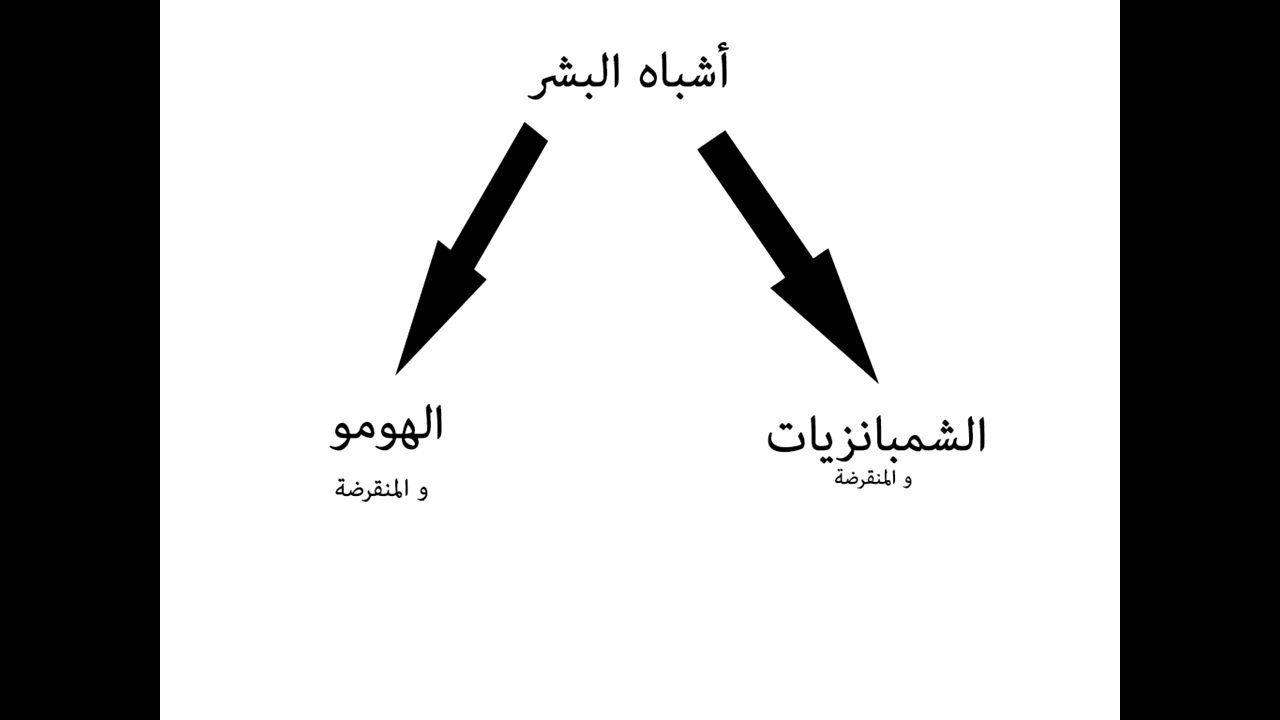 أشباه البشر
الشمبانزيات
و المنقرضة
الهومو
و المنقرضة